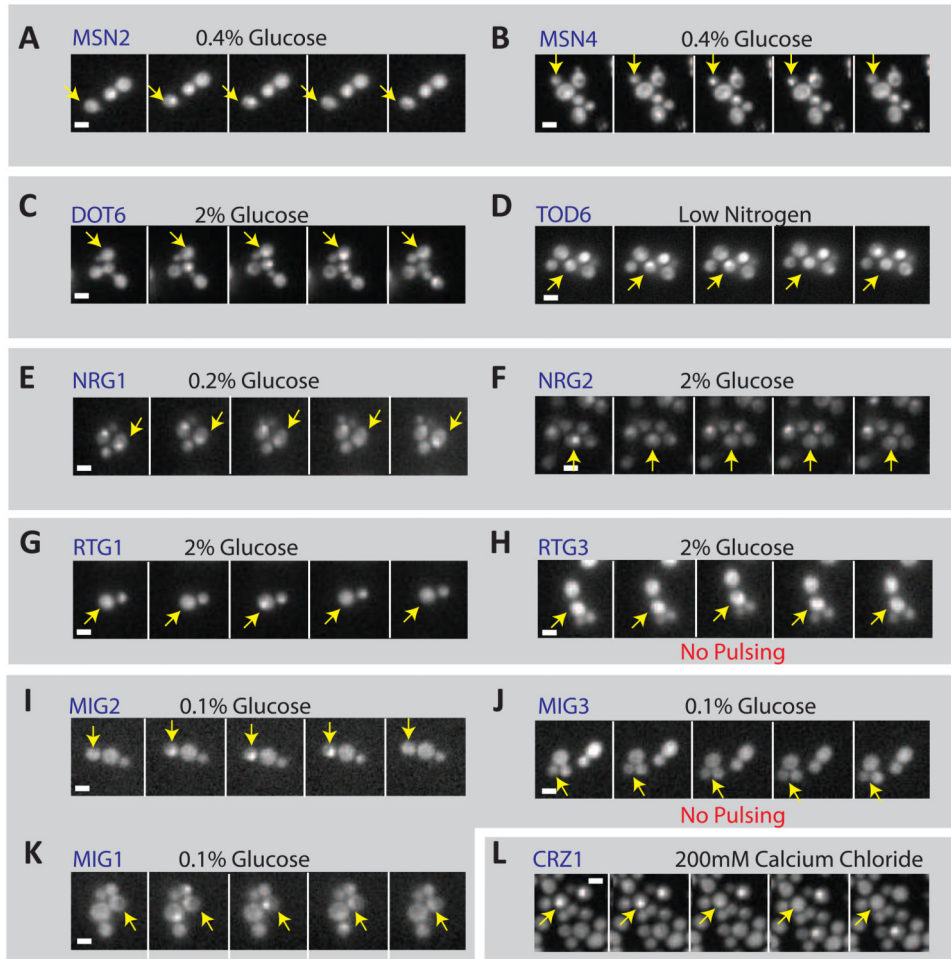 A MSN2 0.4% Glucose
B MSN4 0.4% Glucose
C DOT6 2% Glucose
D TOD6 Low Nitrogen
E NRG1 0.2% Glucose
F NRG2 2% Glucose
G RTG1 2% Glucose
H RTG3 2% Glucose
No Pulsing
I MIG2 0.1% Glucose
J MIG3 0.1% Glucose
No Pulsing
K MIG1 0.1% Glucose
L CRZ1 200mM Calcium Chloride